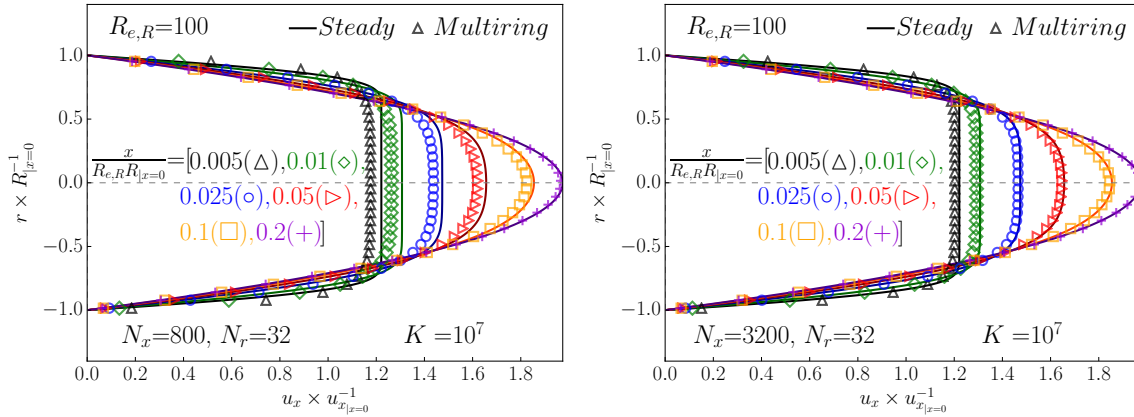 R_{e,R}=100 — Steady △ Multiring
1.0
0.5
0.0
−0.5
−1.0
r × R^{-1}_{|x=0}
x / R_{e,R}R_{|x=0} =[0.005(△),0.01(◇),
0.025(○),0.05(▷),
0.1(□),0.2(+)]
N_x=800, N_r=32 K =10^7
0.0 0.2 0.4 0.6 0.8 1.0 1.2 1.4 1.6 1.8
u_x × u^{-1}_{x_{|x=0}}
R_{e,R}=100 — Steady △ Multiring
1.0
0.5
0.0
−0.5
−1.0
r × R^{-1}_{|x=0}
x / R_{e,R}R_{|x=0} =[0.005(△),0.01(◇),
0.025(○),0.05(▷),
0.1(□),0.2(+)]
N_x=3200, N_r=32 K =10^7
0.0 0.2 0.4 0.6 0.8 1.0 1.2 1.4 1.6 1.8
u_x × u^{-1}_{x_{|x=0}}